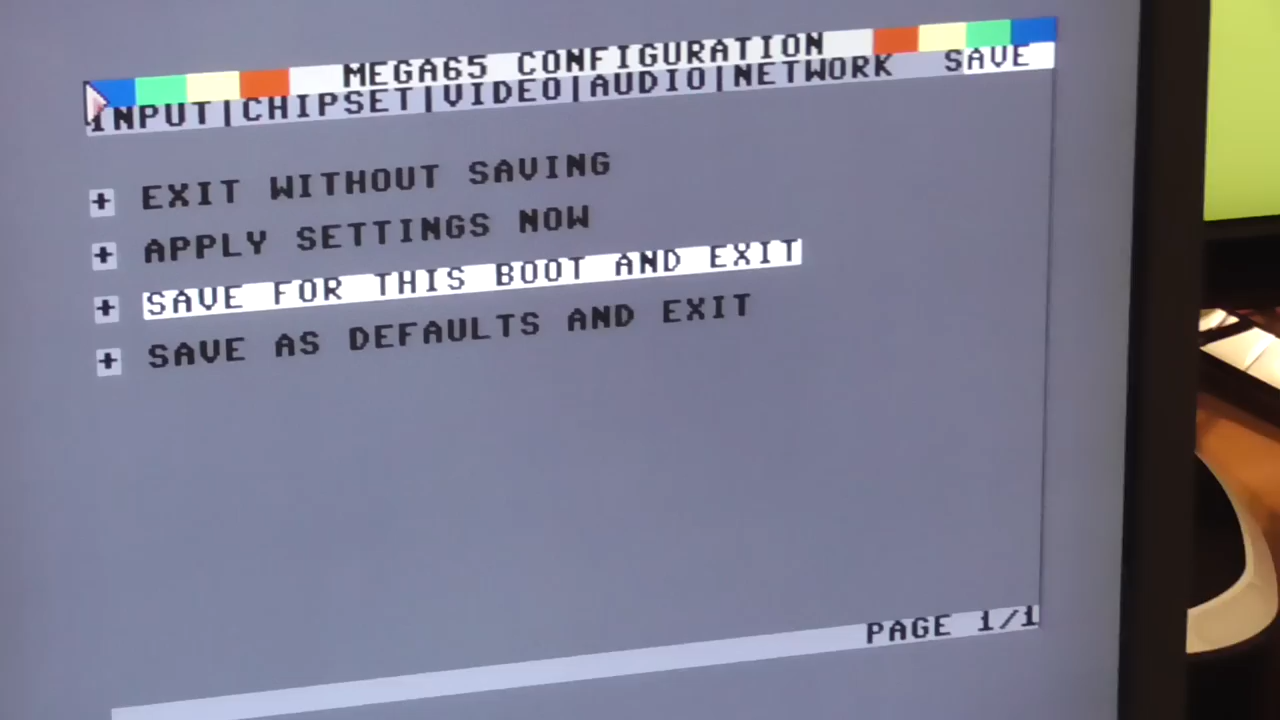 MEGA65 CONFIGURATION
INPUT|CHIPSET|VIDEO|AUDIO|NETWORK SAVE
+ EXIT WITHOUT SAVING
+ APPLY SETTINGS NOW
+ SAVE FOR THIS BOOT AND EXIT
+ SAVE AS DEFAULTS AND EXIT
PAGE 1/1